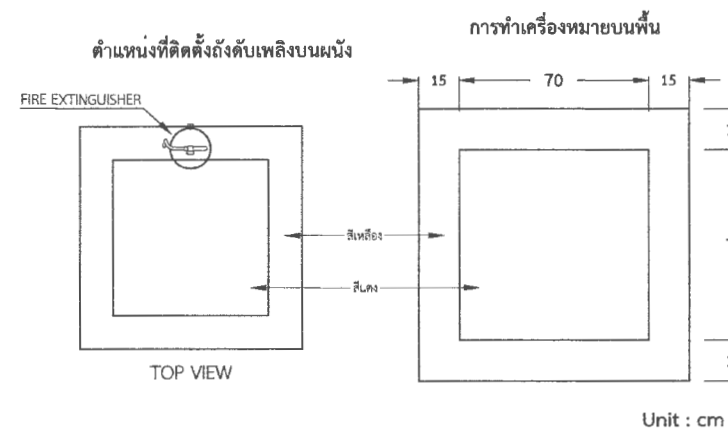 การทำเครื่องหมายบนพื้น
ตำแหน่งที่ติดตั้งถังดับเพลิงบนผนัง
15 70 15
FIRE EXTINGUISHER
สีเหลือง
สีแดง
TOP VIEW
Unit : cm